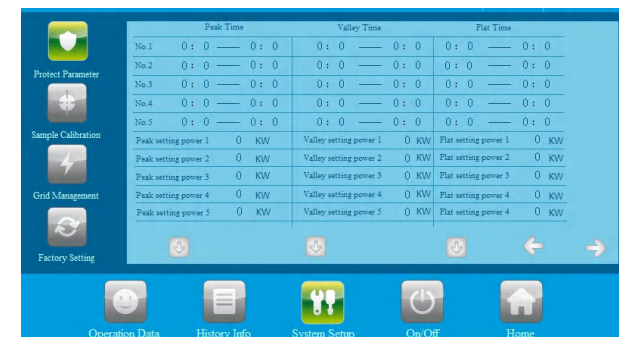 Peak Time Valley Time Flat Time
No.1 0 : 0 —— 0 : 0 0 : 0 —— 0 : 0 0 : 0 —— 0 : 0
No.2 0 : 0 —— 0 : 0 0 : 0 —— 0 : 0 0 : 0 —— 0 : 0
Protect Parameter
No.3 0 : 0 —— 0 : 0 0 : 0 —— 0 : 0 0 : 0 —— 0 : 0
No.4 0 : 0 —— 0 : 0 0 : 0 —— 0 : 0 0 : 0 —— 0 : 0
No.5 0 : 0 —— 0 : 0 0 : 0 —— 0 : 0 0 : 0 —— 0 : 0
Sample Calibration
Peak setting power 1 0 KW Valley setting power 1 0 KW Flat setting power 1 0 KW
Peak setting power 2 0 KW Valley setting power 2 0 KW Flat setting power 2 0 KW
Peak setting power 3 0 KW Valley setting power 3 0 KW Flat setting power 3 0 KW
Grid Management
Peak setting power 4 0 KW Valley setting power 4 0 KW Flat setting power 4 0 KW
Peak setting power 5 0 KW Valley setting power 5 0 KW Flat setting power 4 0 KW
Factory Setting
Operation Data History Info System Setup On/Off Home